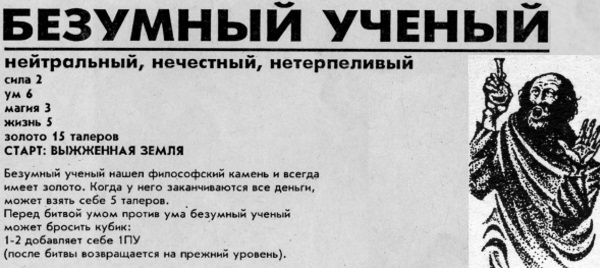 БЕЗУМНЫЙ УЧЕНЫЙ
нейтральный, нечестный, нетерпеливый
сила 2
ум 6
магия 3
жизнь 5
золото 15 талеров
СТАРТ: ВЫЖЖЕННАЯ ЗЕМЛЯ
Безумный ученый нашел философский камень и всегда
имеет золото. Когда у него заканчиваются все деньги,
может взять себе 5 талеров.
Перед битвой умом против ума безумный ученый
может бросить кубик:
1-2 добавляет себе 1ПУ
(после битвы возвращается на прежний уровень).